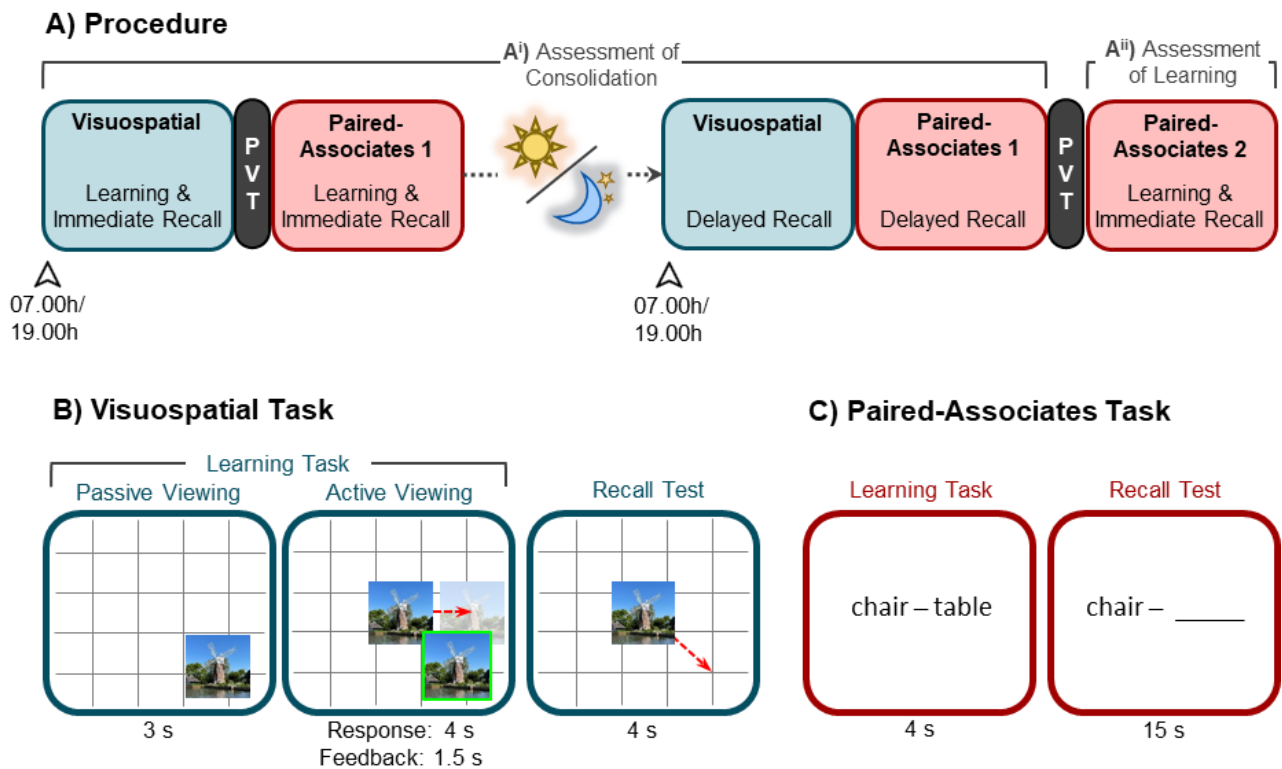 A) Procedure
Aⁱ) Assessment of
Consolidation
Aⁱⁱ) Assessment
of Learning
Visuospatial
Learning &
Immediate Recall
P
V
T
Paired-
Associates 1
Learning &
Immediate Recall
Visuospatial
Delayed Recall
Paired-
Associates 1
Delayed Recall
P
V
T
Paired-
Associates 2
Learning &
Immediate Recall
07.00h/
19.00h
07.00h/
19.00h
B) Visuospatial Task
Learning Task
Passive Viewing
Active Viewing
Recall Test
3 s
Response: 4 s
Feedback: 1.5 s
4 s
C) Paired-Associates Task
Learning Task
Recall Test
chair – table
chair – _____
4 s
15 s